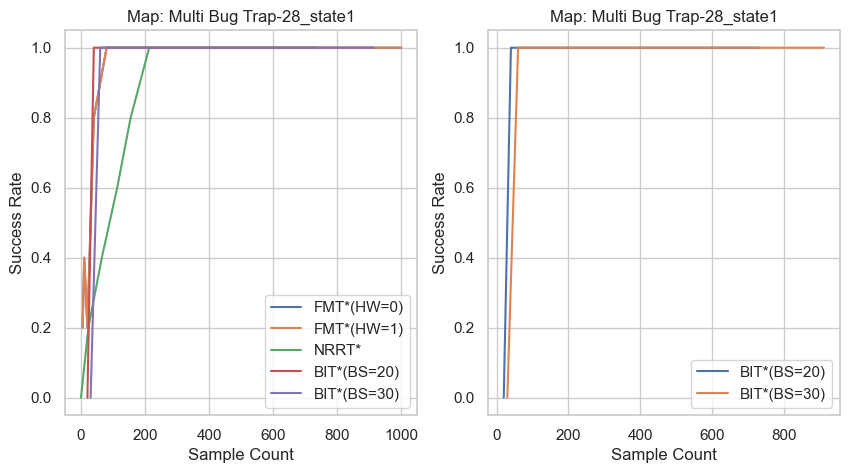 Map: Multi Bug Trap-28_state1
1.0
0.8
0.6
0.4
0.2
0.0
Success Rate
0
200
400
600
800
1000
Sample Count
FMT*(HW=0)
FMT*(HW=1)
NRRT*
BIT*(BS=20)
BIT*(BS=30)
Map: Multi Bug Trap-28_state1
1.0
0.8
0.6
0.4
0.2
0.0
Success Rate
0
200
400
600
800
Sample Count
BIT*(BS=20)
BIT*(BS=30)